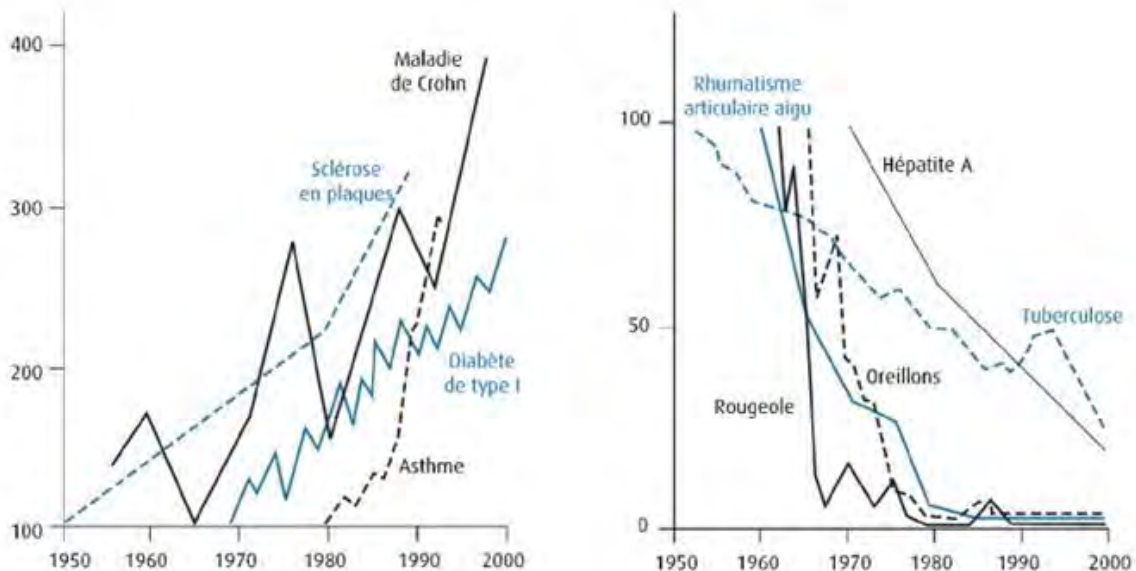 400
300
200
100
Maladie
de Crohn
Sclérose
en plaques
Diabète
de type I
Asthme
1950 1960 1970 1980 1990 2000
100
50
0
Rhumatisme
articulaire aigu
Hépatite A
Tuberculose
Oreillons
Rougeole
1950 1960 1970 1980 1990 2000